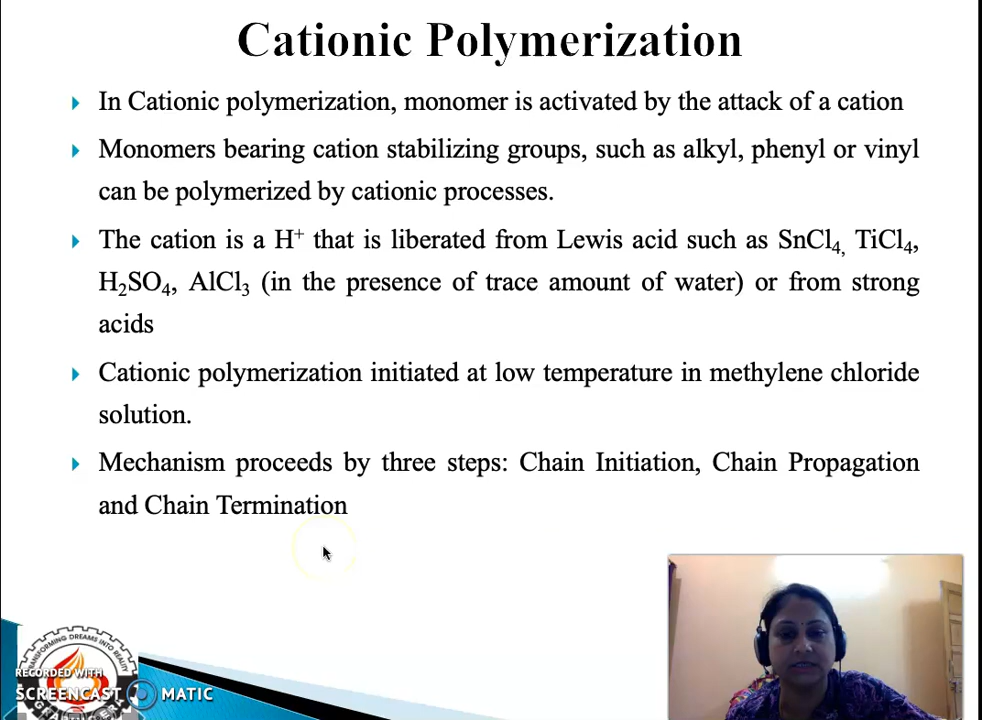 Cationic Polymerization
In Cationic polymerization, monomer is activated by the attack of a cation
Monomers bearing cation stabilizing groups, such as alkyl, phenyl or vinyl
can be polymerized by cationic processes.
The cation is a H⁺ that is liberated from Lewis acid such as SnCl₄, TiCl₄,
H₂SO₄, AlCl₃ (in the presence of trace amount of water) or from strong
acids
Cationic polymerization initiated at low temperature in methylene chloride
solution.
Mechanism proceeds by three steps: Chain Initiation, Chain Propagation
and Chain Termination
TRANSFORMING DREAMS INTO REALITY
RECORDED WITH
SCREENCAST MATIC